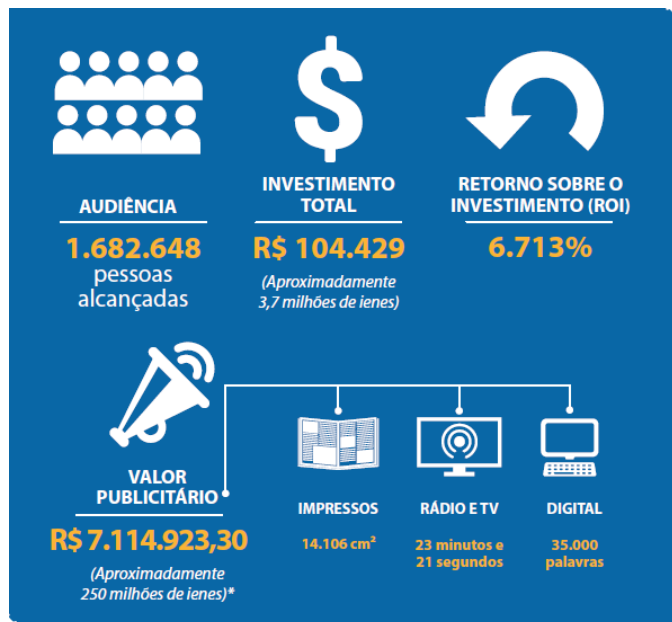 AUDIÊNCIA
1.682.648
pessoas
alcançadas
INVESTIMENTO
TOTAL
R$ 104.429
(Aproximadamente
3,7 milhões de ienes)
RETORNO SOBRE O
INVESTIMENTO (ROI)
6.713%
VALOR
PUBLICITÁRIO
R$ 7.114.923,30
(Aproximadamente
250 milhões de ienes)*
IMPRESSOS
14.106 cm²
RÁDIO E TV
23 minutos e
21 segundos
DIGITAL
35.000
palavras